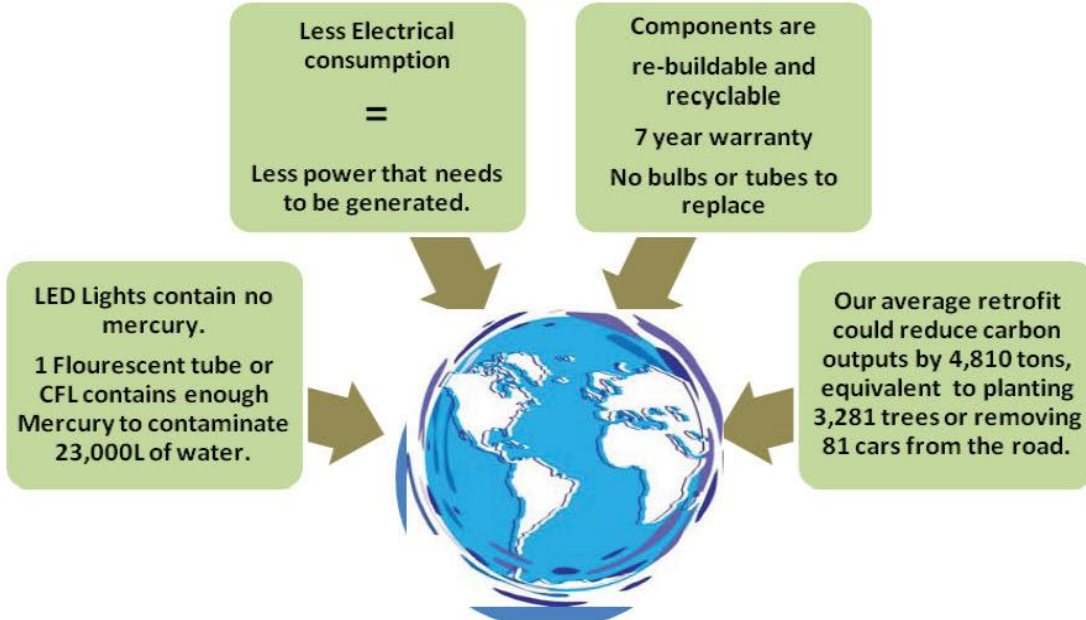 Less Electrical
consumption
=
Less power that needs
to be generated.
Components are
re-buildable and
recyclable
7 year warranty
No bulbs or tubes to
replace
LED Lights contain no
mercury.
1 Flourescent tube or
CFL contains enough
Mercury to contaminate
23,000L of water.
Our average retrofit
could reduce carbon
outputs by 4,810 tons,
equivalent to planting
3,281 trees or removing
81 cars from the road.